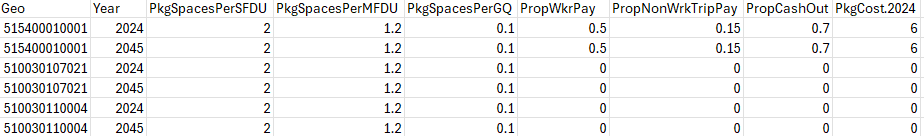 Geo Year PkgSpacesPerSFDU PkgSpacesPerMFDU PkgSpacesPerGQ PropWkrPay PropNonWrkTripPay PropCashOut PkgCost.2024
515400010001 2024 2 1.2 0.1 0.5 0.15 0.7 6
515400010001 2045 2 1.2 0.1 0.5 0.15 0.7 6
510030107021 2024 2 1.2 0.1 0 0 0 0
510030107021 2045 2 1.2 0.1 0 0 0 0
510030110004 2024 2 1.2 0.1 0 0 0 0
510030110004 2045 2 1.2 0.1 0 0 0 0